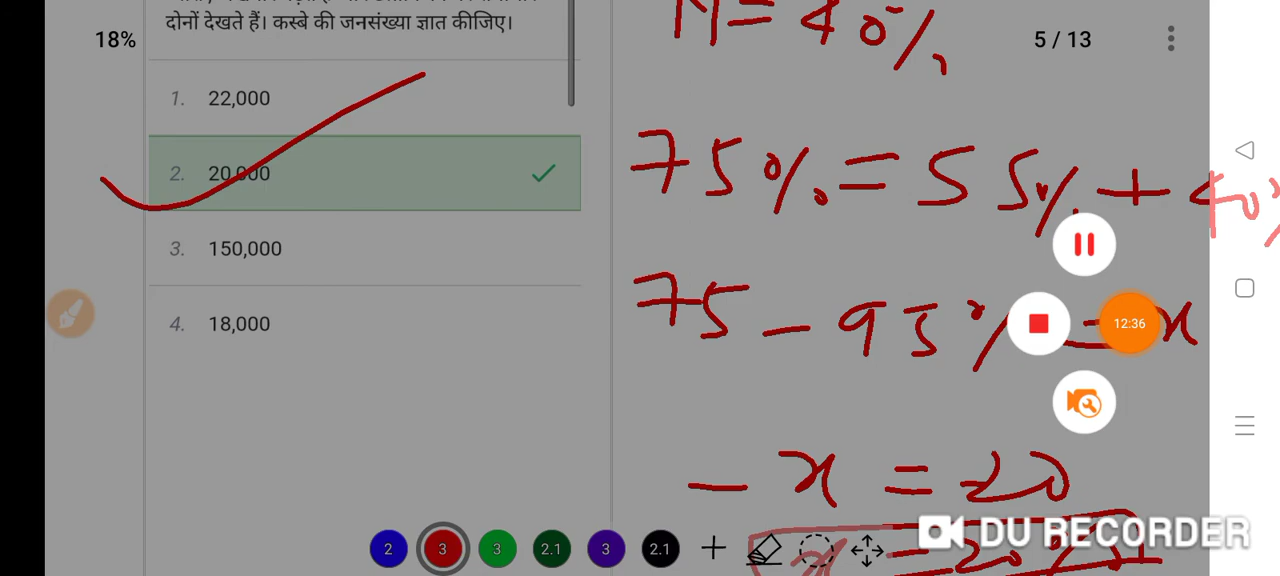 दोनों देखते हैं। कस्बे की जनसंख्या ज्ञात कीजिए।
18%
1. 22,000
2. 20,000
3. 150,000
4. 18,000
5 / 13
M = 40%
75% = 55% + 40%
75 - 95% = x
- x = -20
= 20%
12:36
2 3 3 2.1 3 2.1
DU RECORDER